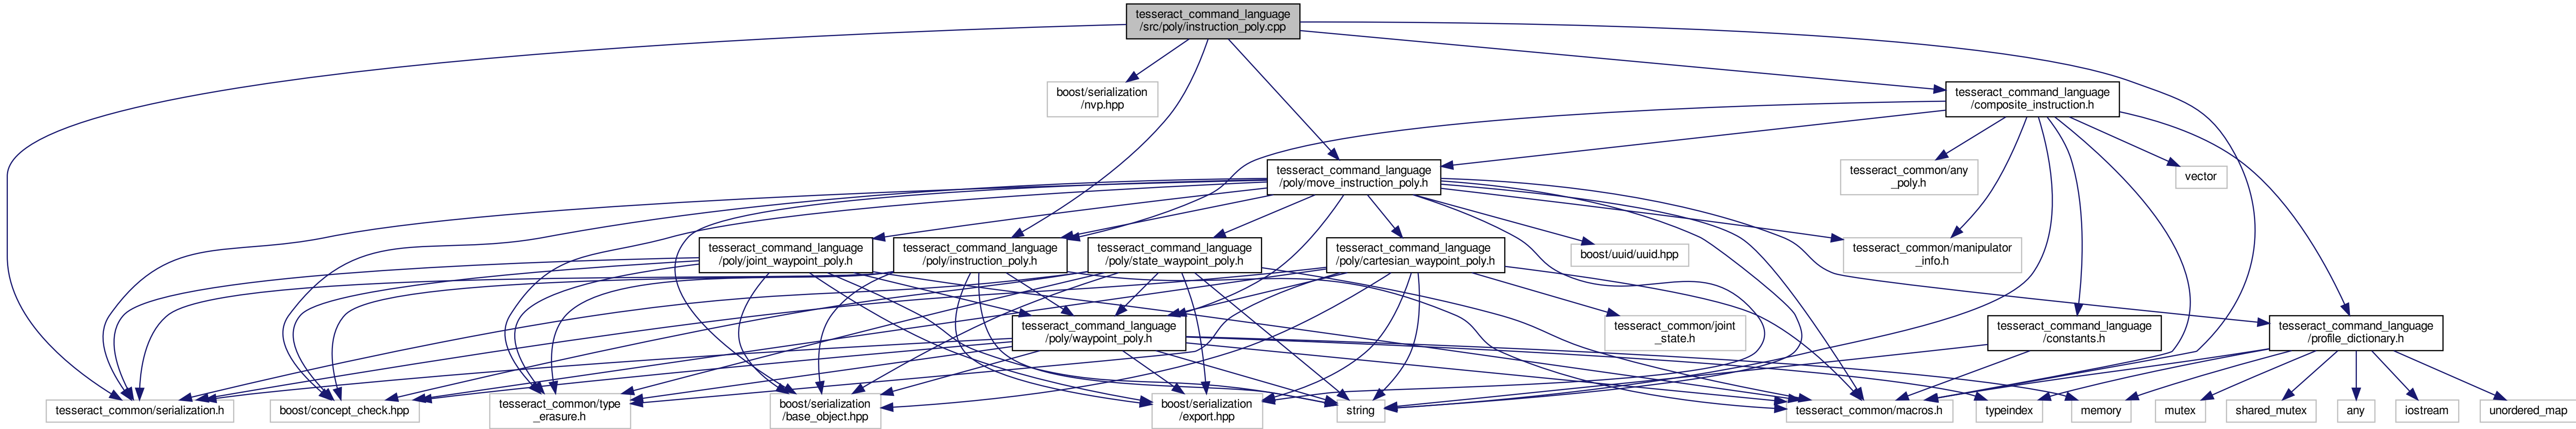 tesseract_command_language
/src/poly/instruction_poly.cpp
boost/serialization
/nvp.hpp
tesseract_command_language
/composite_instruction.h
tesseract_command_language
/poly/move_instruction_poly.h
tesseract_common/any
_poly.h
vector
tesseract_command_language
/poly/joint_waypoint_poly.h
tesseract_command_language
/poly/instruction_poly.h
tesseract_command_language
/poly/state_waypoint_poly.h
tesseract_command_language
/poly/cartesian_waypoint_poly.h
boost/uuid/uuid.hpp
tesseract_common/manipulator
_info.h
tesseract_command_language
/poly/waypoint_poly.h
tesseract_common/joint
_state.h
tesseract_command_language
/constants.h
tesseract_command_language
/profile_dictionary.h
tesseract_common/serialization.h
boost/concept_check.hpp
tesseract_common/type
_erasure.h
boost/serialization
/base_object.hpp
boost/serialization
/export.hpp
string
tesseract_common/macros.h
typeindex
memory
mutex
shared_mutex
any
iostream
unordered_map